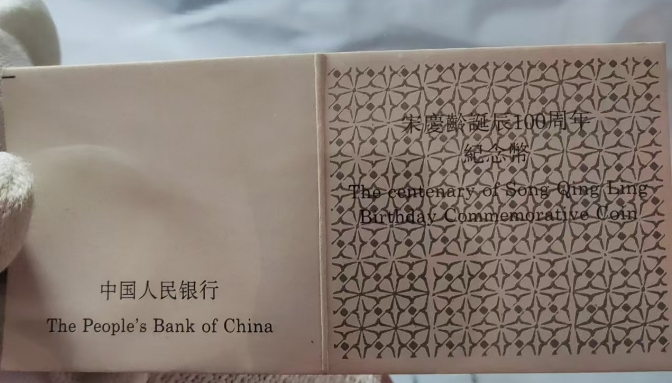 中国人民银行
The People's Bank of China
宋慶齡誕辰100周年
紀念幣
The centenary of Song Qing Ling
Birthday Commemorative Coin